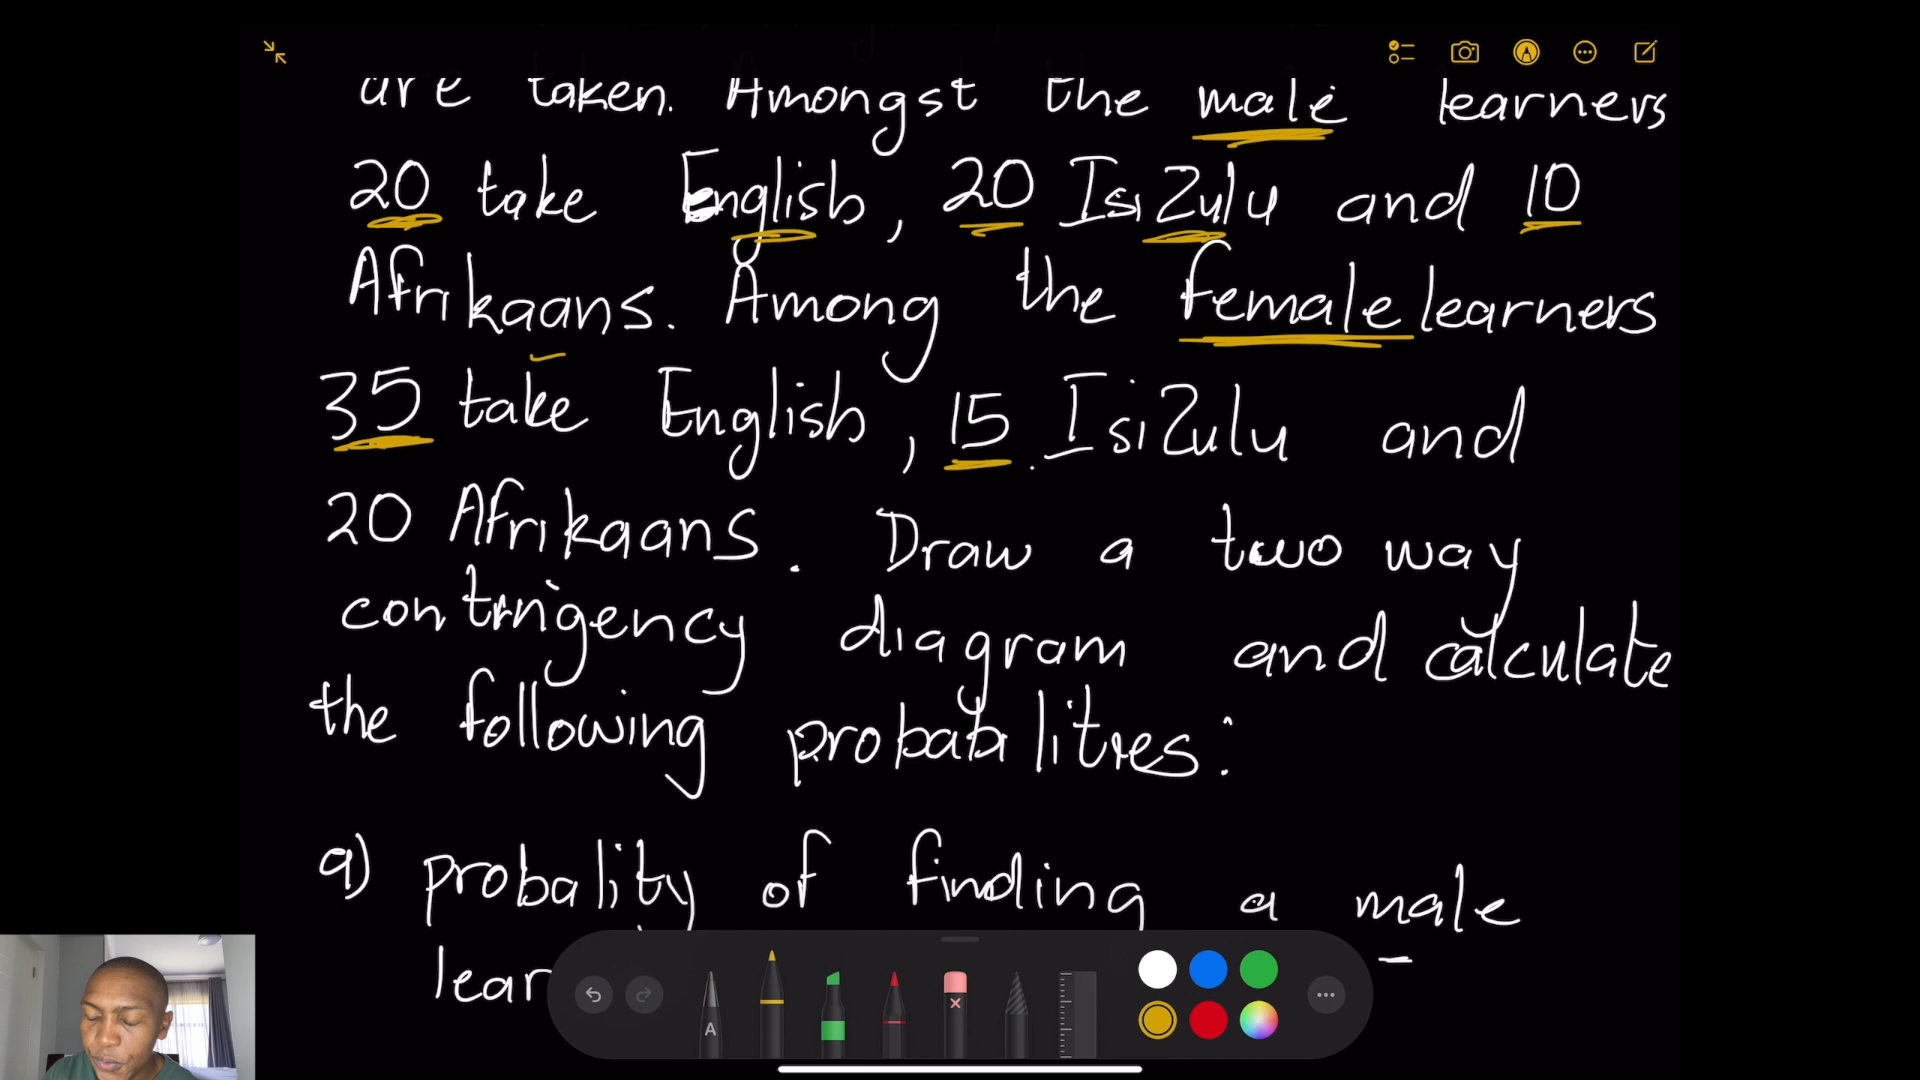 are taken. Amongst the male learners
20 take English, 20 IsiZulu and 10
Afrikaans. Among the female learners
35 take English, 15 IsiZulu and
20 Afrikaans. Draw a two way
contingency diagram and calculate
the following probabilities:
a) probality of finding a male
lear
A